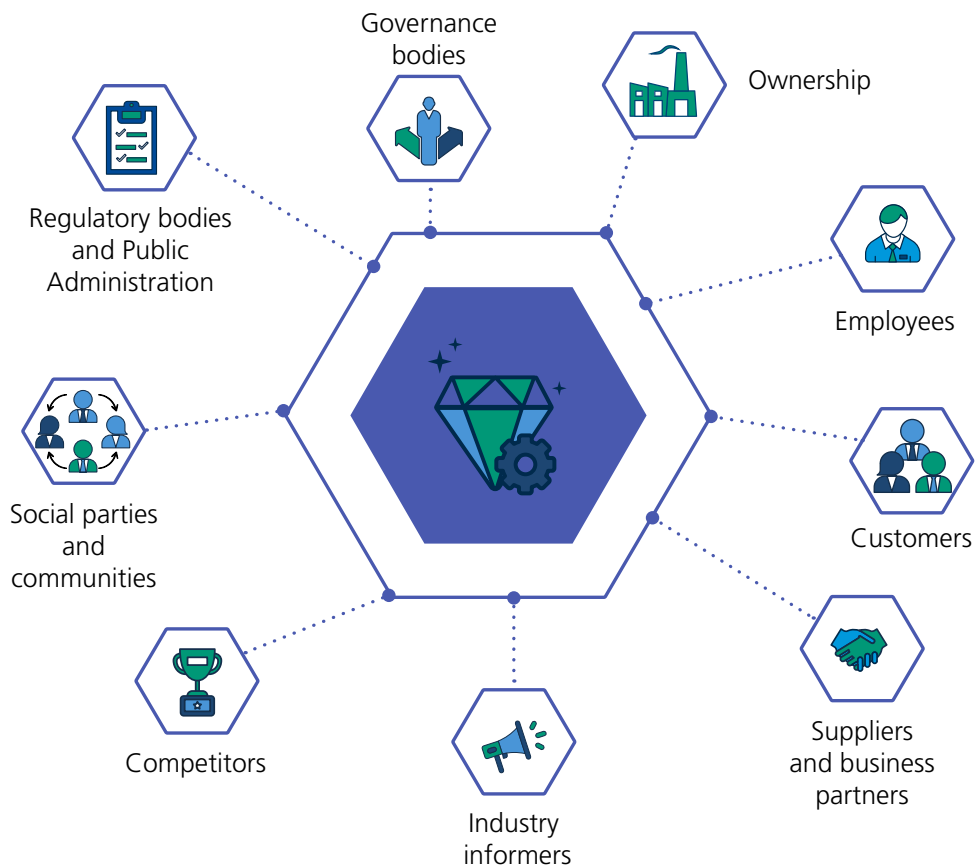 Governance
bodies
Ownership
Regulatory bodies
and Public
Administration
Employees
Social parties
and
communities
Customers
Competitors
Suppliers
and business
partners
Industry
informers